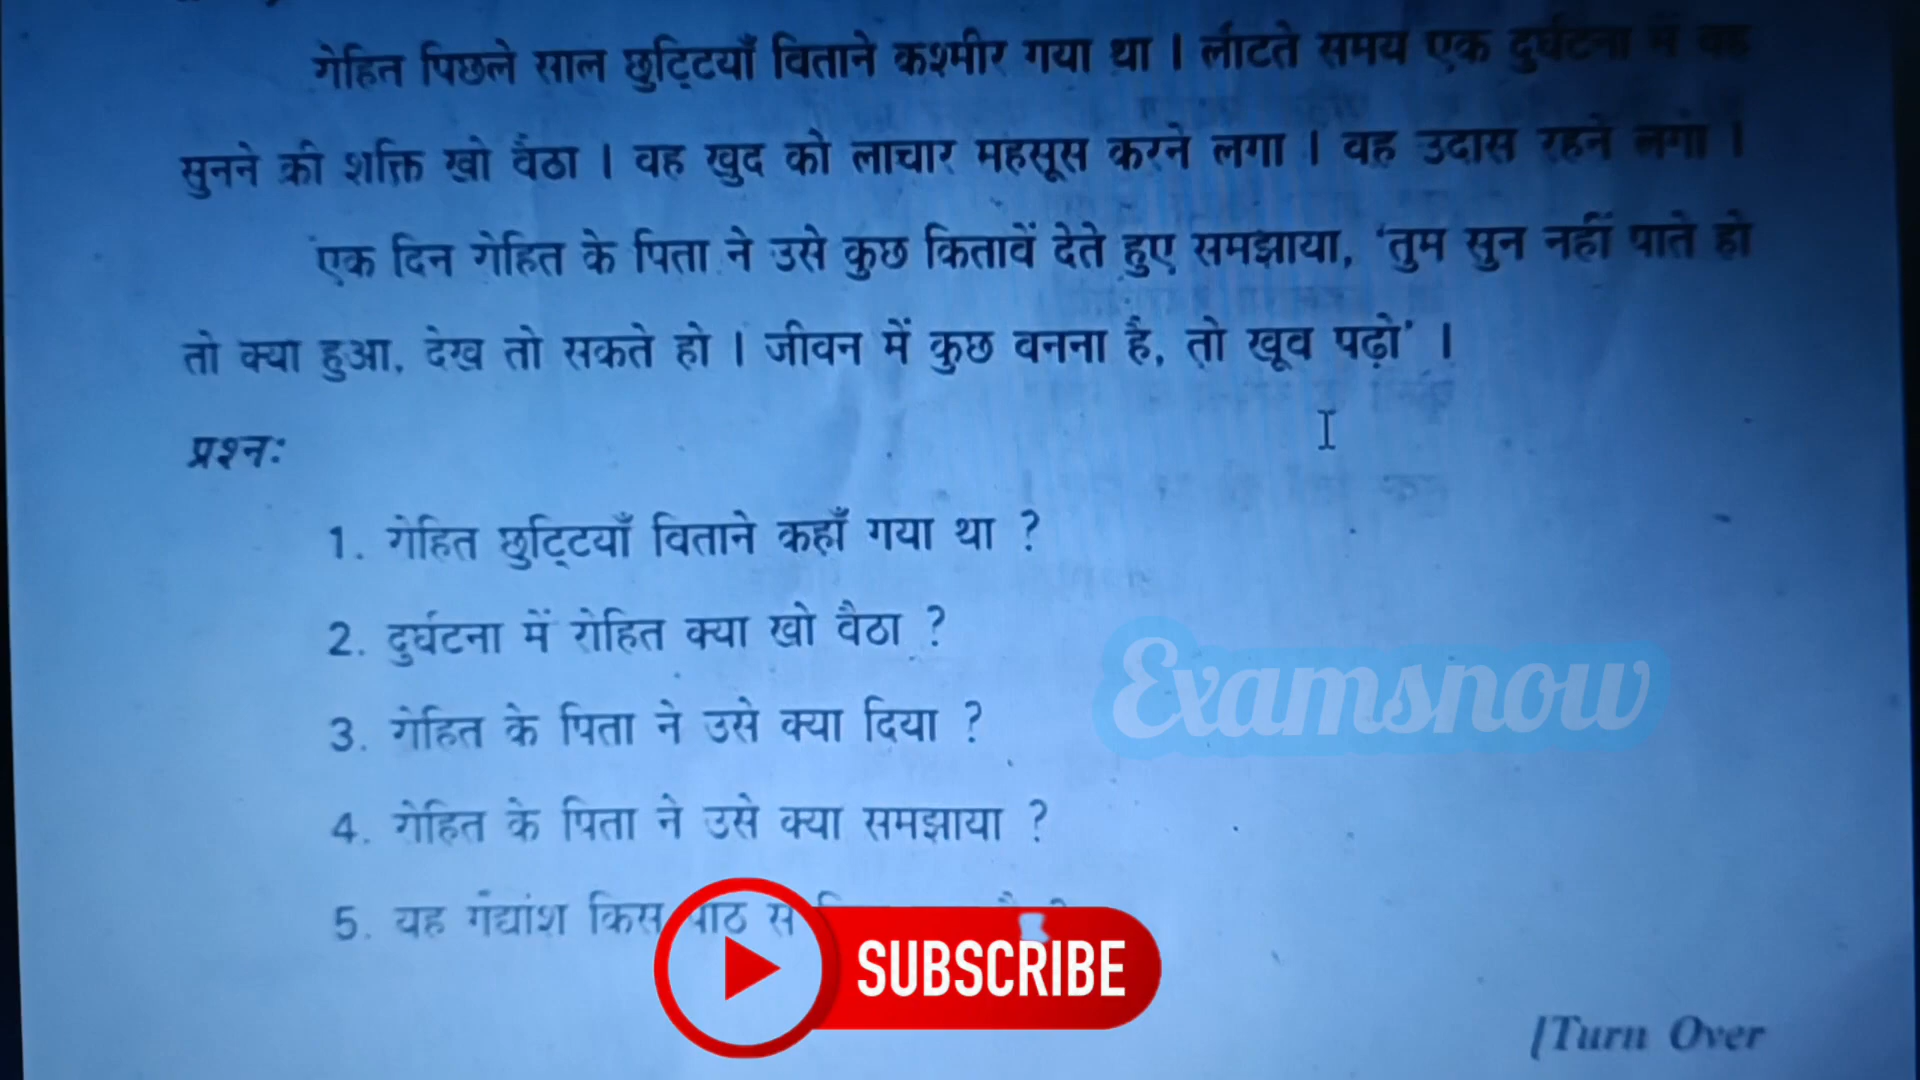 रोहित पिछले साल छुट्टियाँ बिताने कश्मीर गया था । लौटते समय एक दुर्घटना में वह
सुनने की शक्ति खो बैठा । वह खुद को लाचार महसूस करने लगा । वह उदास रहने लगा ।
एक दिन रोहित के पिता ने उसे कुछ किताबें देते हुए समझाया, 'तुम सुन नहीं पाते हो
तो क्या हुआ, देख तो सकते हो । जीवन में कुछ बनना है, तो खूब पढ़ो' ।
प्रश्न:
1. रोहित छुट्टियाँ बिताने कहाँ गया था ?
2. दुर्घटना में रोहित क्या खो बैठा ?
3. रोहित के पिता ने उसे क्या दिया ?
Examsnow
4. रोहित के पिता ने उसे क्या समझाया ?
5. यह गद्यांश किस पाठ से
SUBSCRIBE
[Turn Over